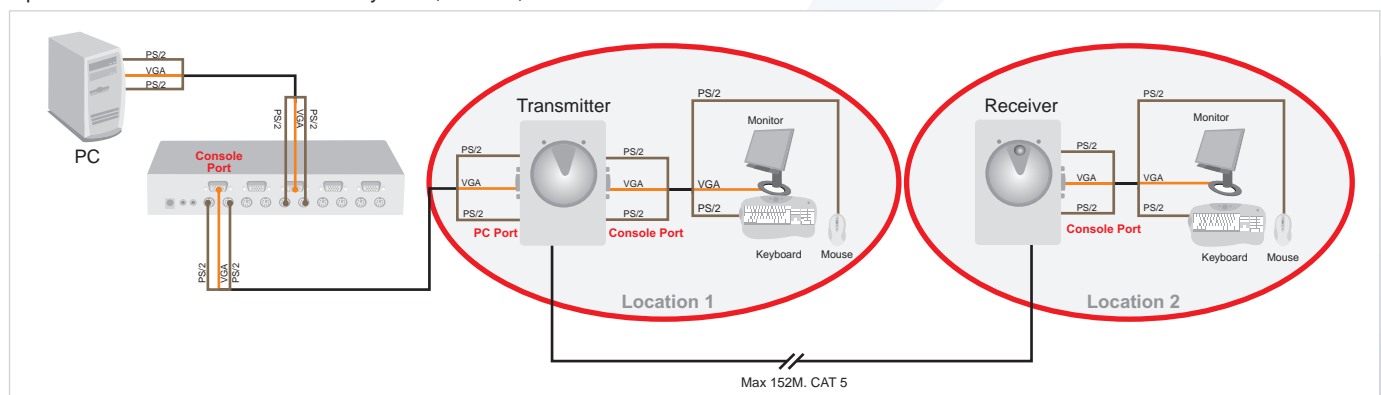 PS/2
VGA
PS/2
PC
PS/2
VGA
PS/2
Console
Port
PS/2
VGA
PS/2
Transmitter
PS/2
VGA
PS/2
PC Port
PS/2
VGA
PS/2
Console Port
PS/2
VGA
PS/2
Monitor
Keyboard
Mouse
Location 1
Receiver
PS/2
VGA
PS/2
Console Port
PS/2
VGA
PS/2
Monitor
Keyboard
Mouse
Location 2
Max 152M. CAT 5